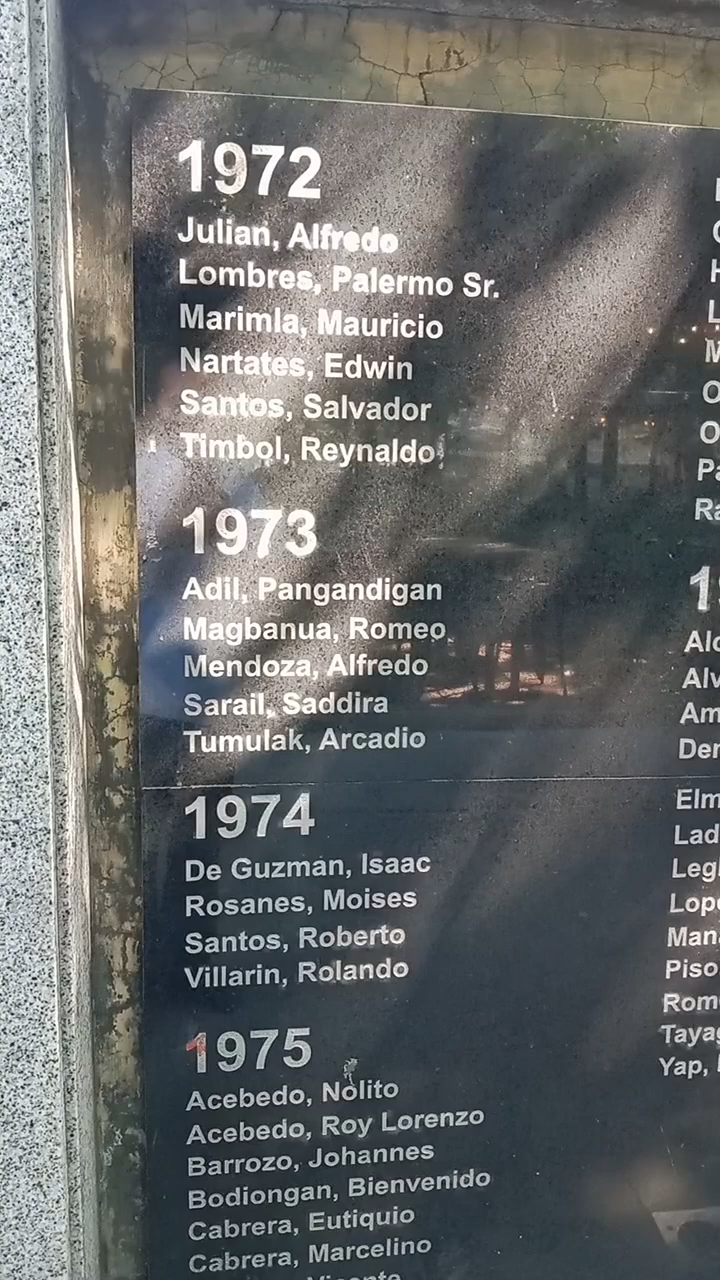 1972
Julian, Alfredo
Lombres, Palermo Sr.
Marimla, Mauricio
Nartates, Edwin
Santos, Salvador
Timbol, Reynaldo
1973
Adil, Pangandigan
Magbanua, Romeo
Mendoza, Alfredo
Sarail, Saddira
Tumulak, Arcadio
1974
De Guzman, Isaac
Rosanes, Moises
Santos, Roberto
Villarin, Rolando
1975
Acebedo, Nolito
Acebedo, Roy Lorenzo
Barrozo, Johannes
Bodiongan, Bienvenido
Cabrera, Eutiquio
Cabrera, Marcelino
Yap,